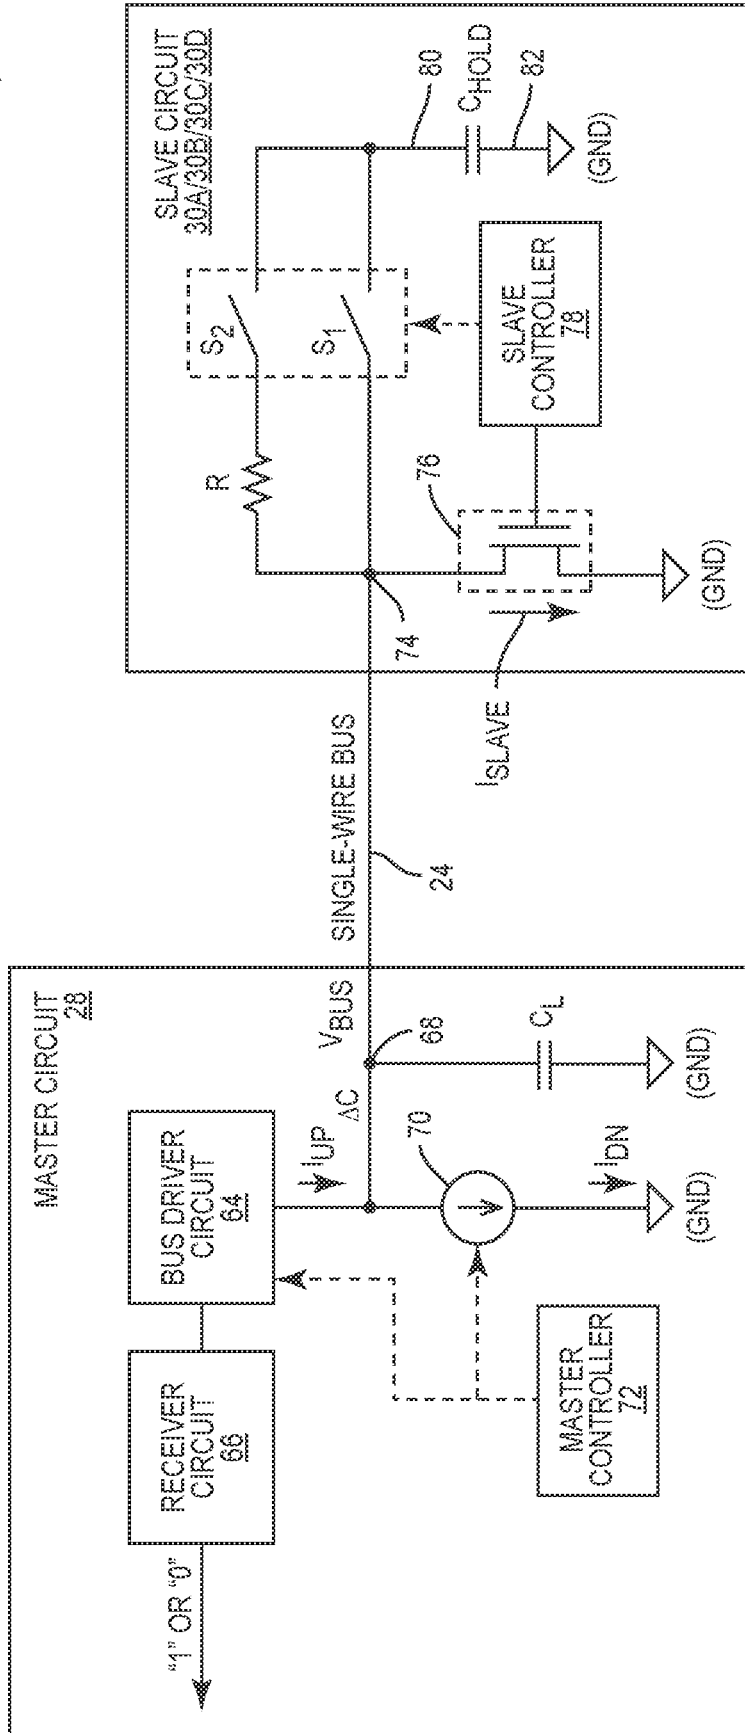 MASTER CIRCUIT
28
"1" OR "0"
RECEIVER
CIRCUIT
66
BUS DRIVER
CIRCUIT
64
IUP
ΔC
VBUS
68
70
IDN
CL
(GND)
(GND)
MASTER
CONTROLLER
72
SINGLE-WIRE BUS
24
SLAVE CIRCUIT
30A/30B/30C/30D
R
S2
S1
74
76
ISLAVE
(GND)
SLAVE
CONTROLLER
78
80
CHOLD
82
(GND)